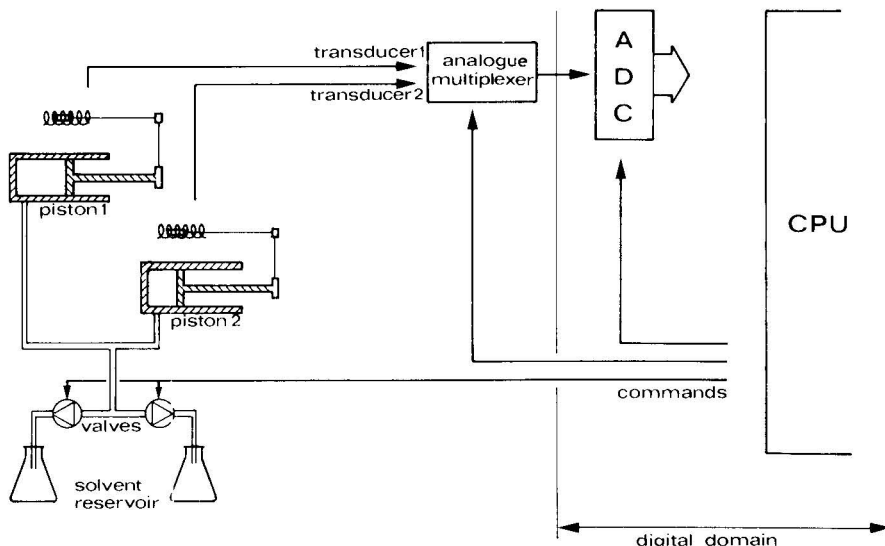 transducer1
transducer2
analogue
multiplexer
A
D
C
CPU
piston 1
piston 2
commands
valves
solvent
reservoir
digital domain